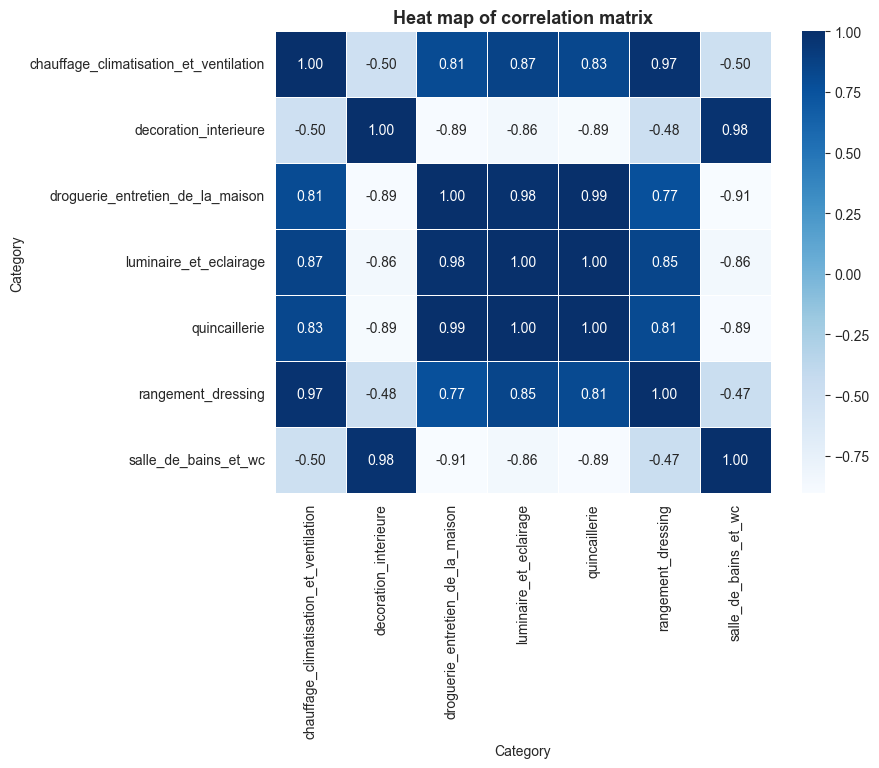 Heat map of correlation matrix
chauffage_climatisation_et_ventilation 1.00 -0.50 0.81 0.87 0.83 0.97 -0.50
decoration_interieure -0.50 1.00 -0.89 -0.86 -0.89 -0.48 0.98
droguerie_entretien_de_la_maison 0.81 -0.89 1.00 0.98 0.99 0.77 -0.91
luminaire_et_eclairage 0.87 -0.86 0.98 1.00 1.00 0.85 -0.86
quincaillerie 0.83 -0.89 0.99 1.00 1.00 0.81 -0.89
rangement_dressing 0.97 -0.48 0.77 0.85 0.81 1.00 -0.47
salle_de_bains_et_wc -0.50 0.98 -0.91 -0.86 -0.89 -0.47 1.00
Category
chauffage_climatisation_et_ventilation
decoration_interieure
droguerie_entretien_de_la_maison
luminaire_et_eclairage
quincaillerie
rangement_dressing
salle_de_bains_et_wc
Category
1.00
0.75
0.50
0.25
0.00
−0.25
−0.50
−0.75